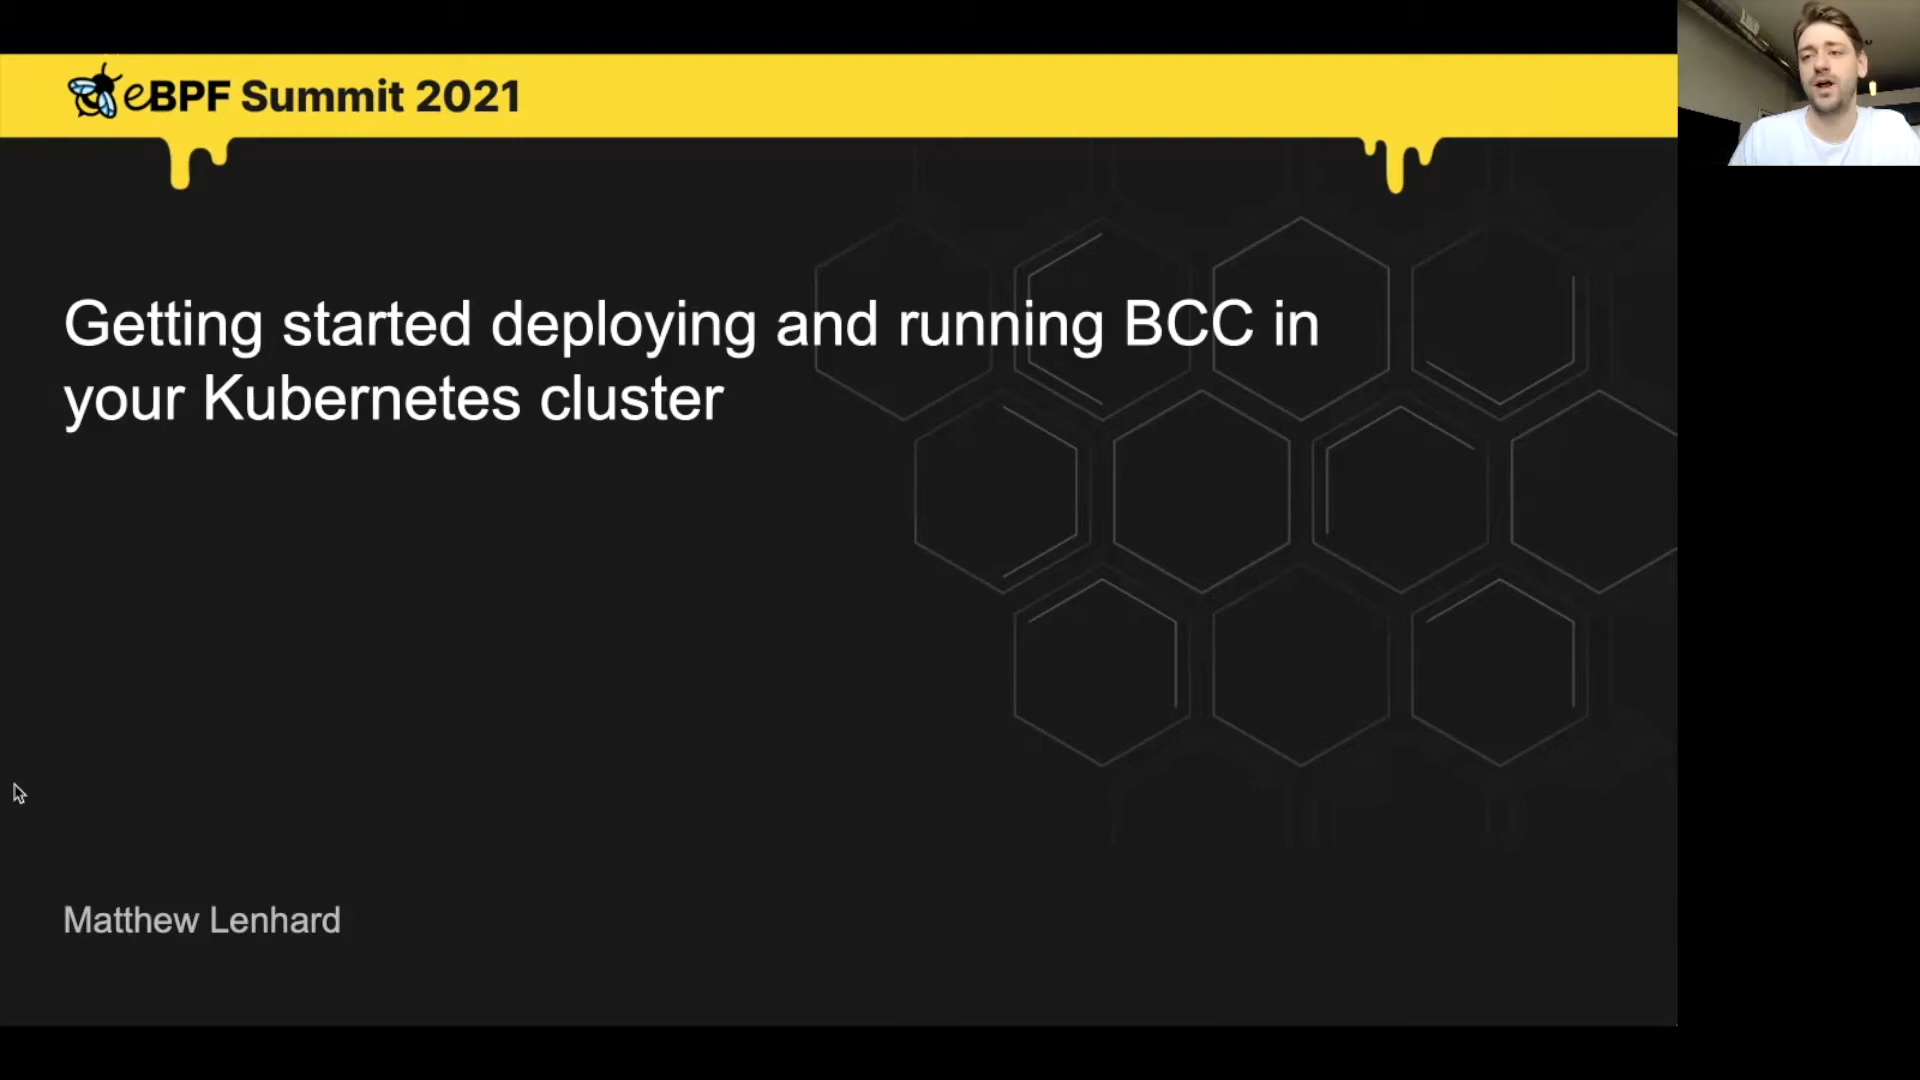 eBPF Summit 2021
Getting started deploying and running BCC in
your Kubernetes cluster
Matthew Lenhard